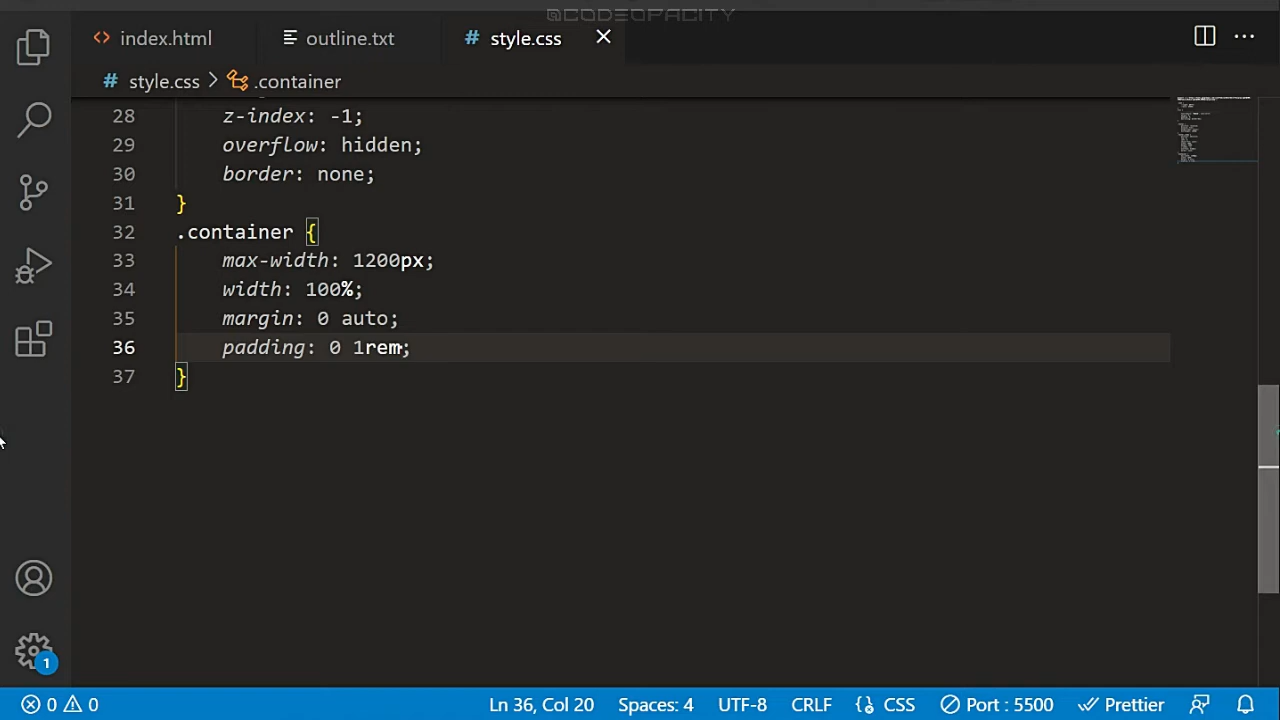 @CODEOPACITY
index.html
outline.txt
# style.css
# style.css > .container
28 z-index: -1;
29 overflow: hidden;
30 border: none;
31 }
32 .container {
33 max-width: 1200px;
34 width: 100%;
35 margin: 0 auto;
36 padding: 0 1rem;
37 }
1
0 0 Ln 36, Col 20 Spaces: 4 UTF-8 CRLF {} CSS Port : 5500 Prettier